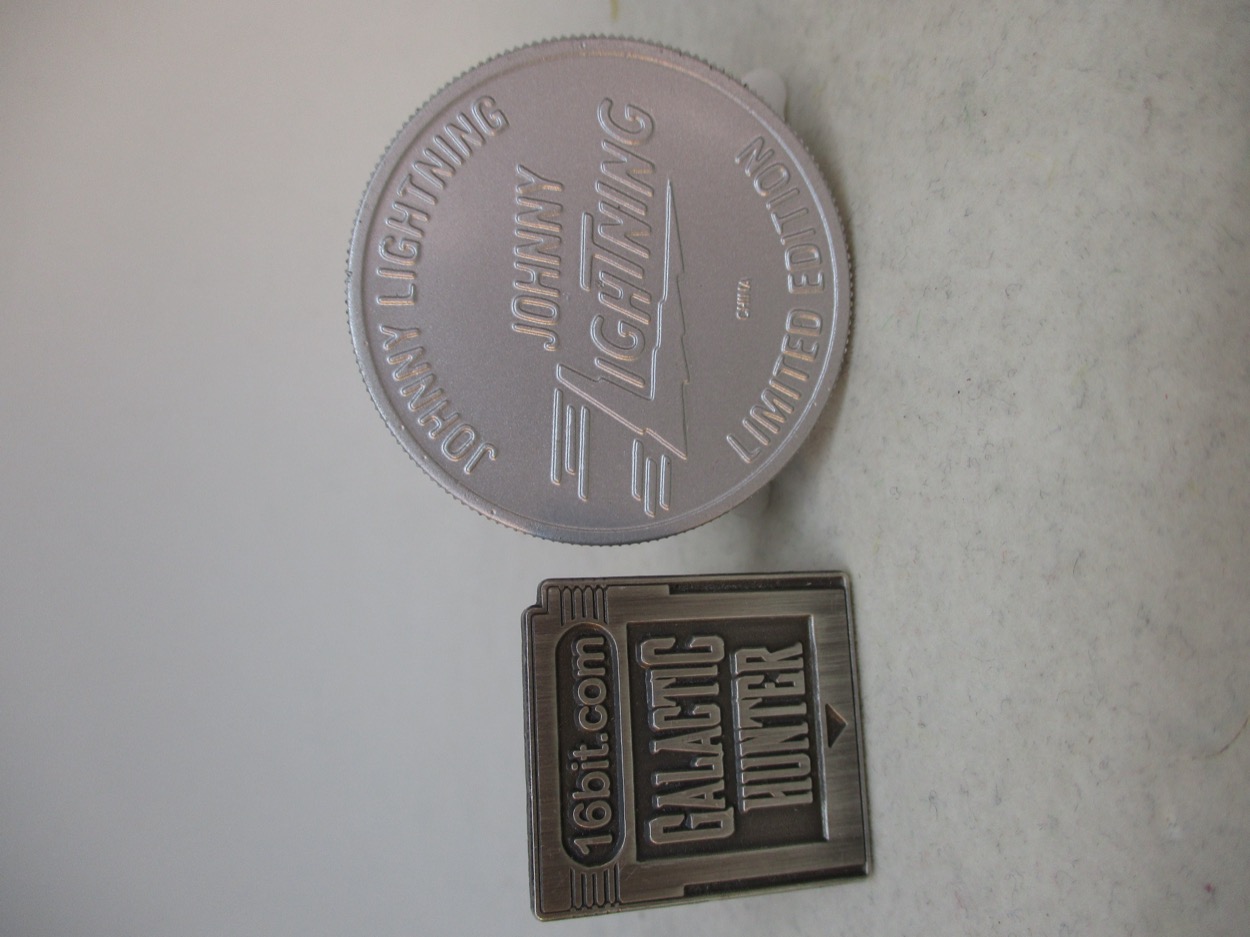 16bit.com
GALACTIC
HUNTER
JOHNNY LIGHTNING
JOHNNY
LIGHTNING
CHINA
LIMITED EDITION